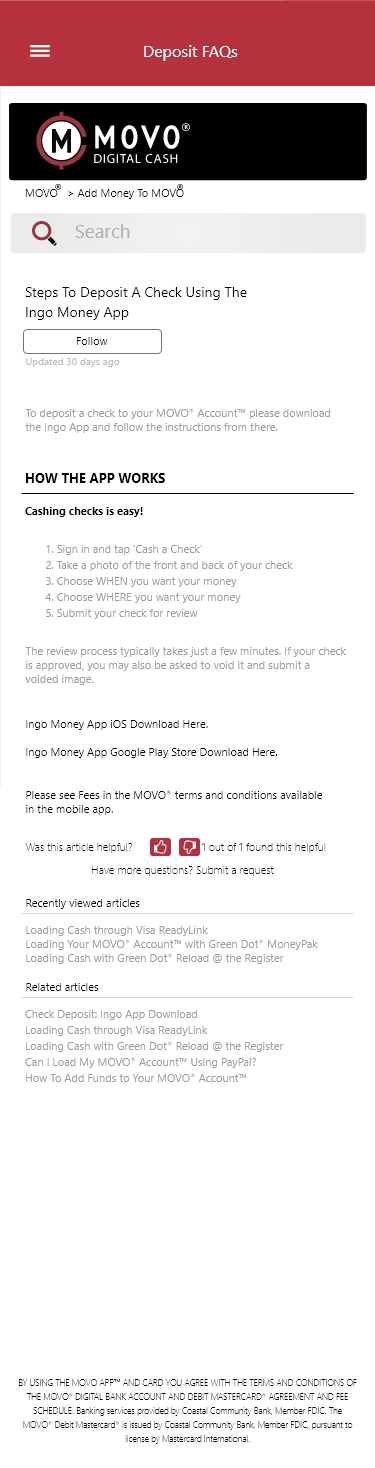 Deposit FAQs
M MOVO®
DIGITAL CASH
MOVO® > Add Money To MOVO®
Search
Steps To Deposit A Check Using The
Ingo Money App
Follow
Updated 30 days ago
To deposit a check to your MOVO® Account™ please download
the Ingo App and follow the instructions from there.
HOW THE APP WORKS
Cashing checks is easy!
1. Sign in and tap 'Cash a Check'
2. Take a photo of the front and back of your check
3. Choose WHEN you want your money
4. Choose WHERE you want your money
5. Submit your check for review
The review process typically takes just a few minutes. If your check
is approved, you may also be asked to void it and submit a
voided image.
Ingo Money App iOS Download Here.
Ingo Money App Google Play Store Download Here.
Please see Fees in the MOVO® terms and conditions available
in the mobile app.
Was this article helpful? 1 out of 1 found this helpful
Have more questions? Submit a request
Recently viewed articles
Loading Cash through Visa ReadyLink
Loading Your MOVO® Account™ with Green Dot® MoneyPak
Loading Cash with Green Dot® Reload @ the Register
Related articles
Check Deposit: Ingo App Download
Loading Cash through Visa ReadyLink
Loading Cash with Green Dot® Reload @ the Register
Can I Load My MOVO® Account™ Using PayPal?
How To Add Funds to Your MOVO® Account™
BY USING THE MOVO APP™ AND CARD YOU AGREE WITH THE TERMS AND CONDITIONS OF
THE MOVO® DIGITAL BANK ACCOUNT AND DEBIT MASTERCARD® AGREEMENT AND FEE
SCHEDULE. Banking services provided by Coastal Community Bank, Member FDIC. The
MOVO® Debit Mastercard® is issued by Coastal Community Bank, Member FDIC, pursuant to
license by Mastercard International.